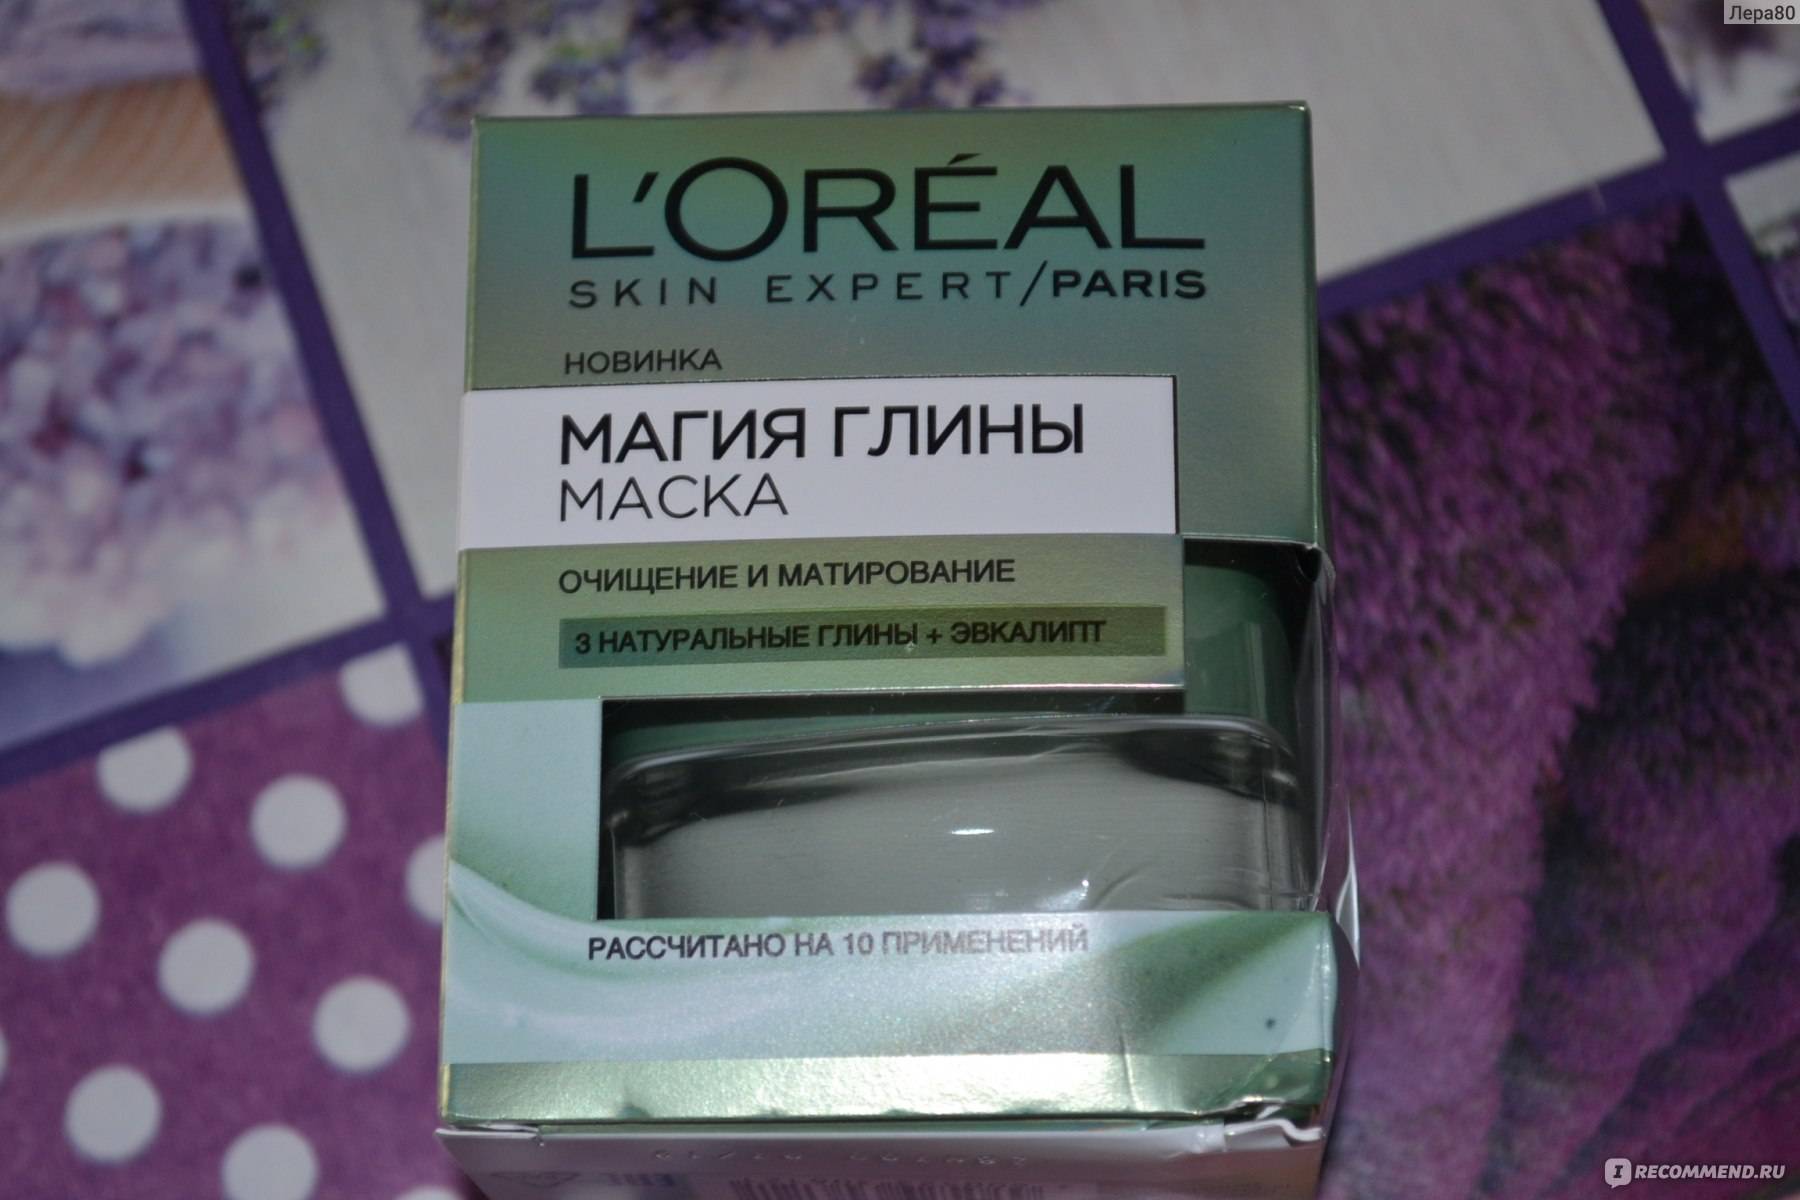 Лера80
L'ORÉAL
SKIN EXPERT/PARIS
НОВИНКА
МАГИЯ ГЛИНЫ
МАСКА
ОЧИЩЕНИЕ И МАТИРОВАНИЕ
3 НАТУРАЛЬНЫЕ ГЛИНЫ + ЭВКАЛИПТ
РАССЧИТАНО НА 10 ПРИМЕНЕНИЙ
IRECOMMEND.RU